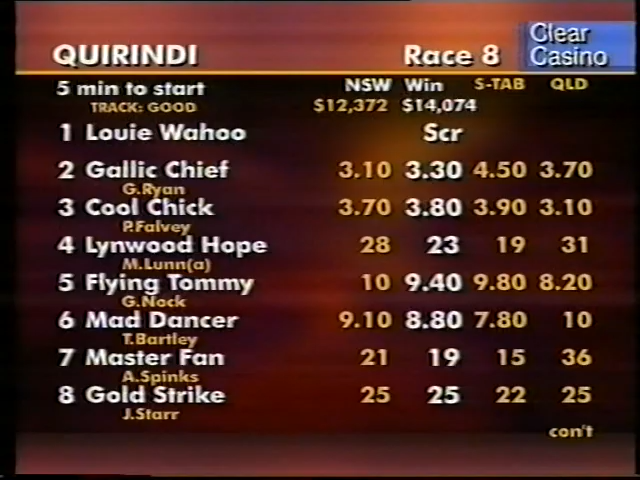 Clear
Casino
QUIRINDI Race 8
5 min to start NSW Win S-TAB QLD
TRACK: GOOD $12,372 $14,074
1 Louie Wahoo Scr
2 Gallic Chief 3.10 3.30 4.50 3.70
G.Ryan
3 Cool Chick 3.70 3.80 3.90 3.10
P.Falvey
4 Lynwood Hope 28 23 19 31
M.Lunn(a)
5 Flying Tommy 10 9.40 9.80 8.20
G.Nock
6 Mad Dancer 9.10 8.80 7.80 10
T.Bartley
7 Master Fan 21 19 15 36
A.Spinks
8 Gold Strike 25 25 22 25
J.Starr
con't